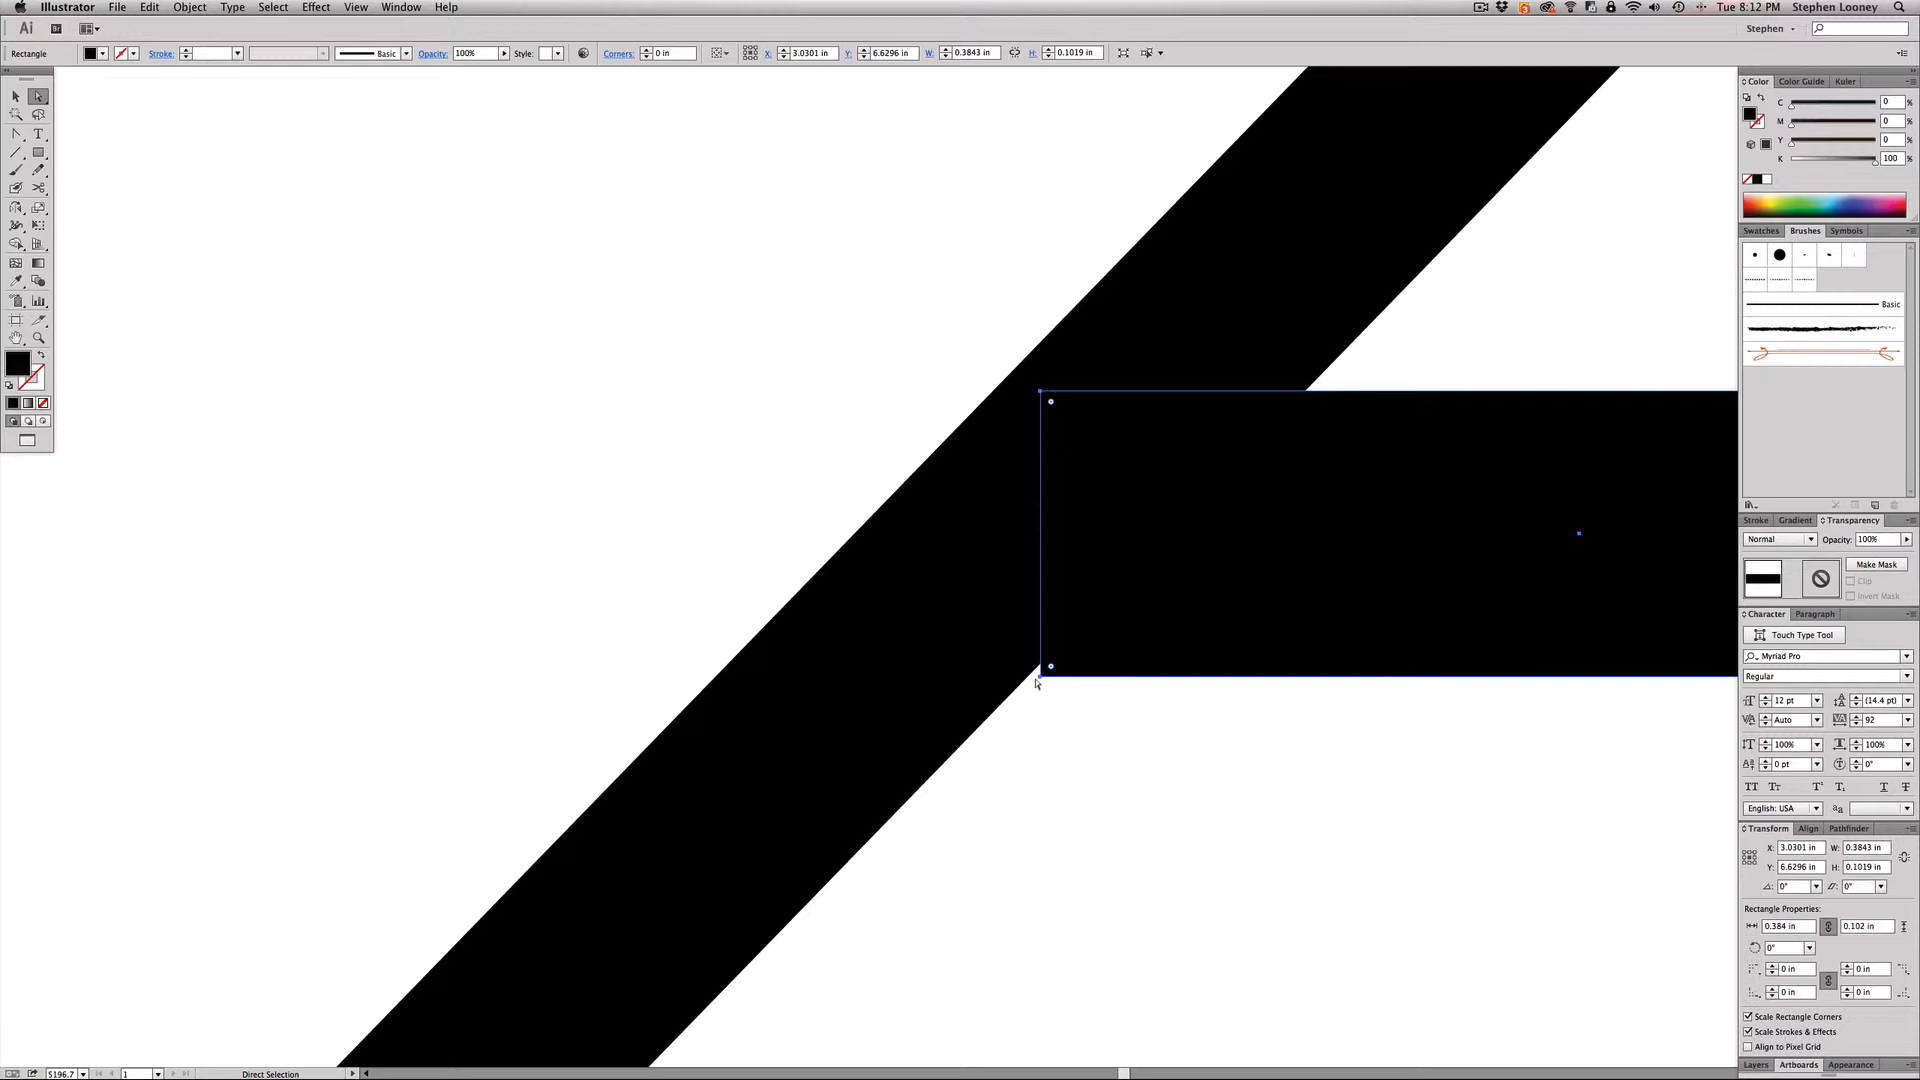 Illustrator File Edit Object Type Select Effect View Window Help
Tue 8:12 PM Stephen Looney
Ai Br
Stephen
Rectangle Stroke: Basic Opacity: 100% Style: Corners: 0 in X: 3.0301 in Y: 6.6296 in W: 0.3843 in H: 0.1019 in
Color Color Guide Kuler
C 0 %
M 0 %
Y 0 %
K 100 %
Swatches Brushes Symbols
Basic
Stroke Gradient Transparency
Normal Opacity: 100%
Make Mask
Clip
Invert Mask
Character Paragraph
Touch Type Tool
Myriad Pro
Regular
12 pt (14.4 pt)
Auto 92
100% 100%
0 pt 0°
English: USA
Transform Align Pathfinder
X: 3.0301 in W: 0.3843 in
Y: 6.6296 in H: 0.1019 in
0° 0°
Rectangle Properties:
0.384 in 0.102 in
0°
0 in 0 in
0 in 0 in
Scale Rectangle Corners
Scale Strokes & Effects
Align to Pixel Grid
Layers Artboards Appearance
5196.7 1 Direct Selection